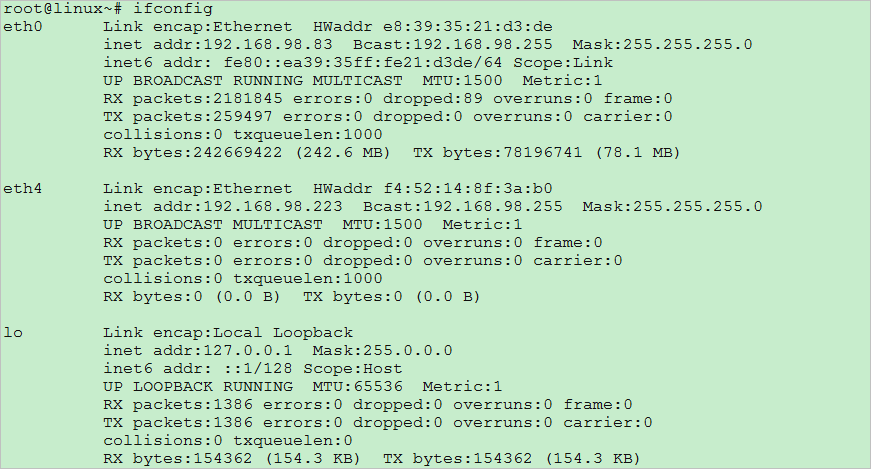 root@linux~# ifconfig
eth0 Link encap:Ethernet HWaddr e8:39:35:21:d3:de
inet addr:192.168.98.83 Bcast:192.168.98.255 Mask:255.255.255.0
inet6 addr: fe80::ea39:35ff:fe21:d3de/64 Scope:Link
UP BROADCAST RUNNING MULTICAST MTU:1500 Metric:1
RX packets:2181845 errors:0 dropped:89 overruns:0 frame:0
TX packets:259497 errors:0 dropped:0 overruns:0 carrier:0
collisions:0 txqueuelen:1000
RX bytes:242669422 (242.6 MB) TX bytes:78196741 (78.1 MB)
eth4 Link encap:Ethernet HWaddr f4:52:14:8f:3a:b0
inet addr:192.168.98.223 Bcast:192.168.98.255 Mask:255.255.255.0
UP BROADCAST MULTICAST MTU:1500 Metric:1
RX packets:0 errors:0 dropped:0 overruns:0 frame:0
TX packets:0 errors:0 dropped:0 overruns:0 carrier:0
collisions:0 txqueuelen:1000
RX bytes:0 (0.0 B) TX bytes:0 (0.0 B)
lo Link encap:Local Loopback
inet addr:127.0.0.1 Mask:255.0.0.0
inet6 addr: ::1/128 Scope:Host
UP LOOPBACK RUNNING MTU:65536 Metric:1
RX packets:1386 errors:0 dropped:0 overruns:0 frame:0
TX packets:1386 errors:0 dropped:0 overruns:0 carrier:0
collisions:0 txqueuelen:0
RX bytes:154362 (154.3 KB) TX bytes:154362 (154.3 KB)